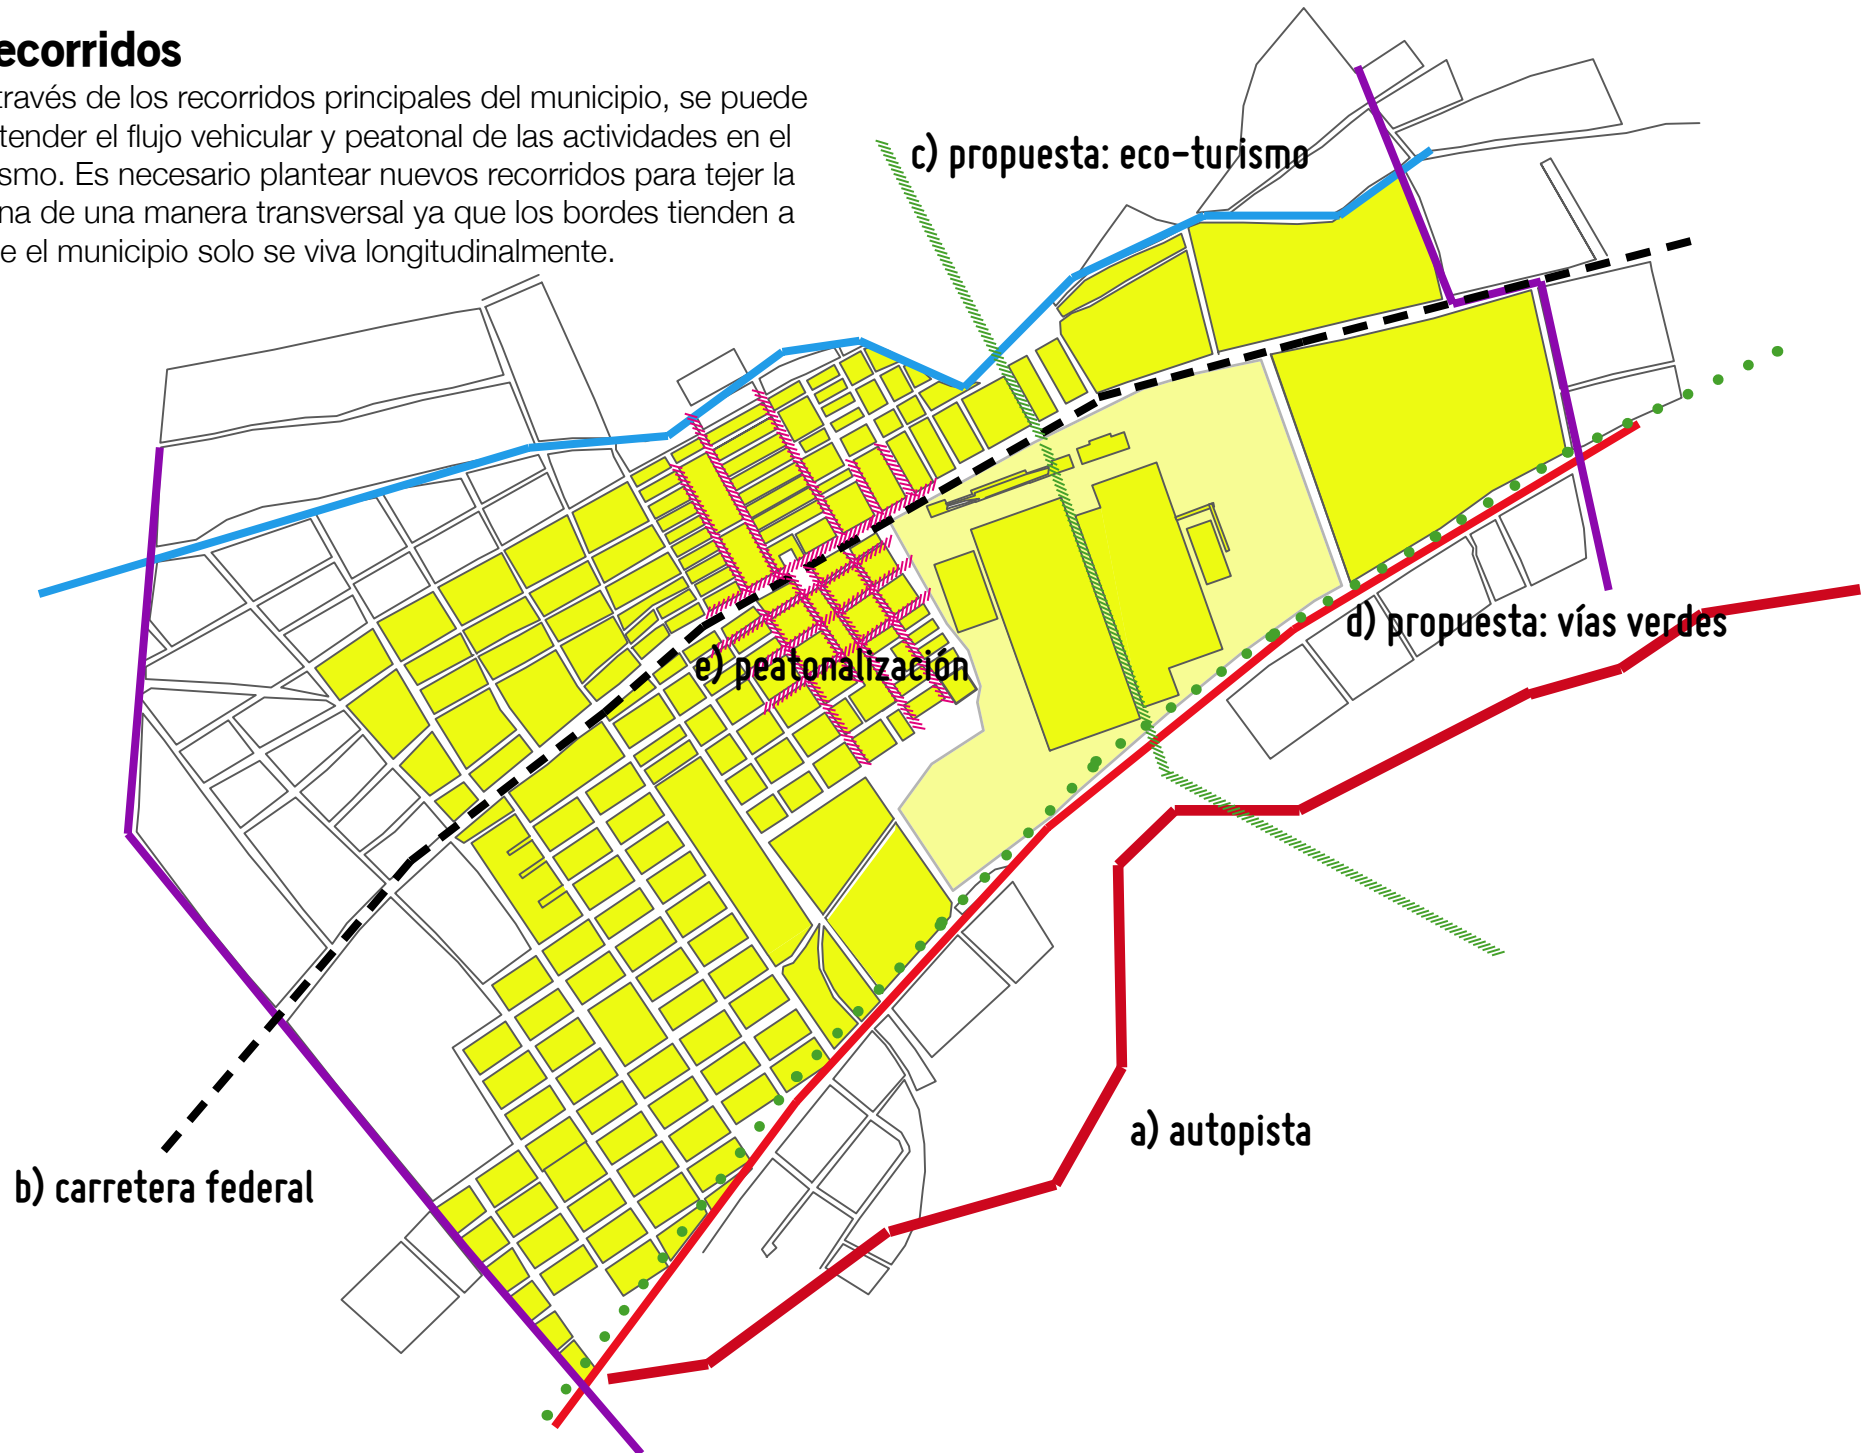 ecorridos
través de los recorridos principales del municipio, se puede
tender el flujo vehicular y peatonal de las actividades en el
smo. Es necesario plantear nuevos recorridos para tejer la
na de una manera transversal ya que los bordes tienden a
e el municipio solo se viva longitudinalmente.
c) propuesta: eco-turismo
d) propuesta: vías verdes
e) peatonalización
a) autopista
b) carretera federal